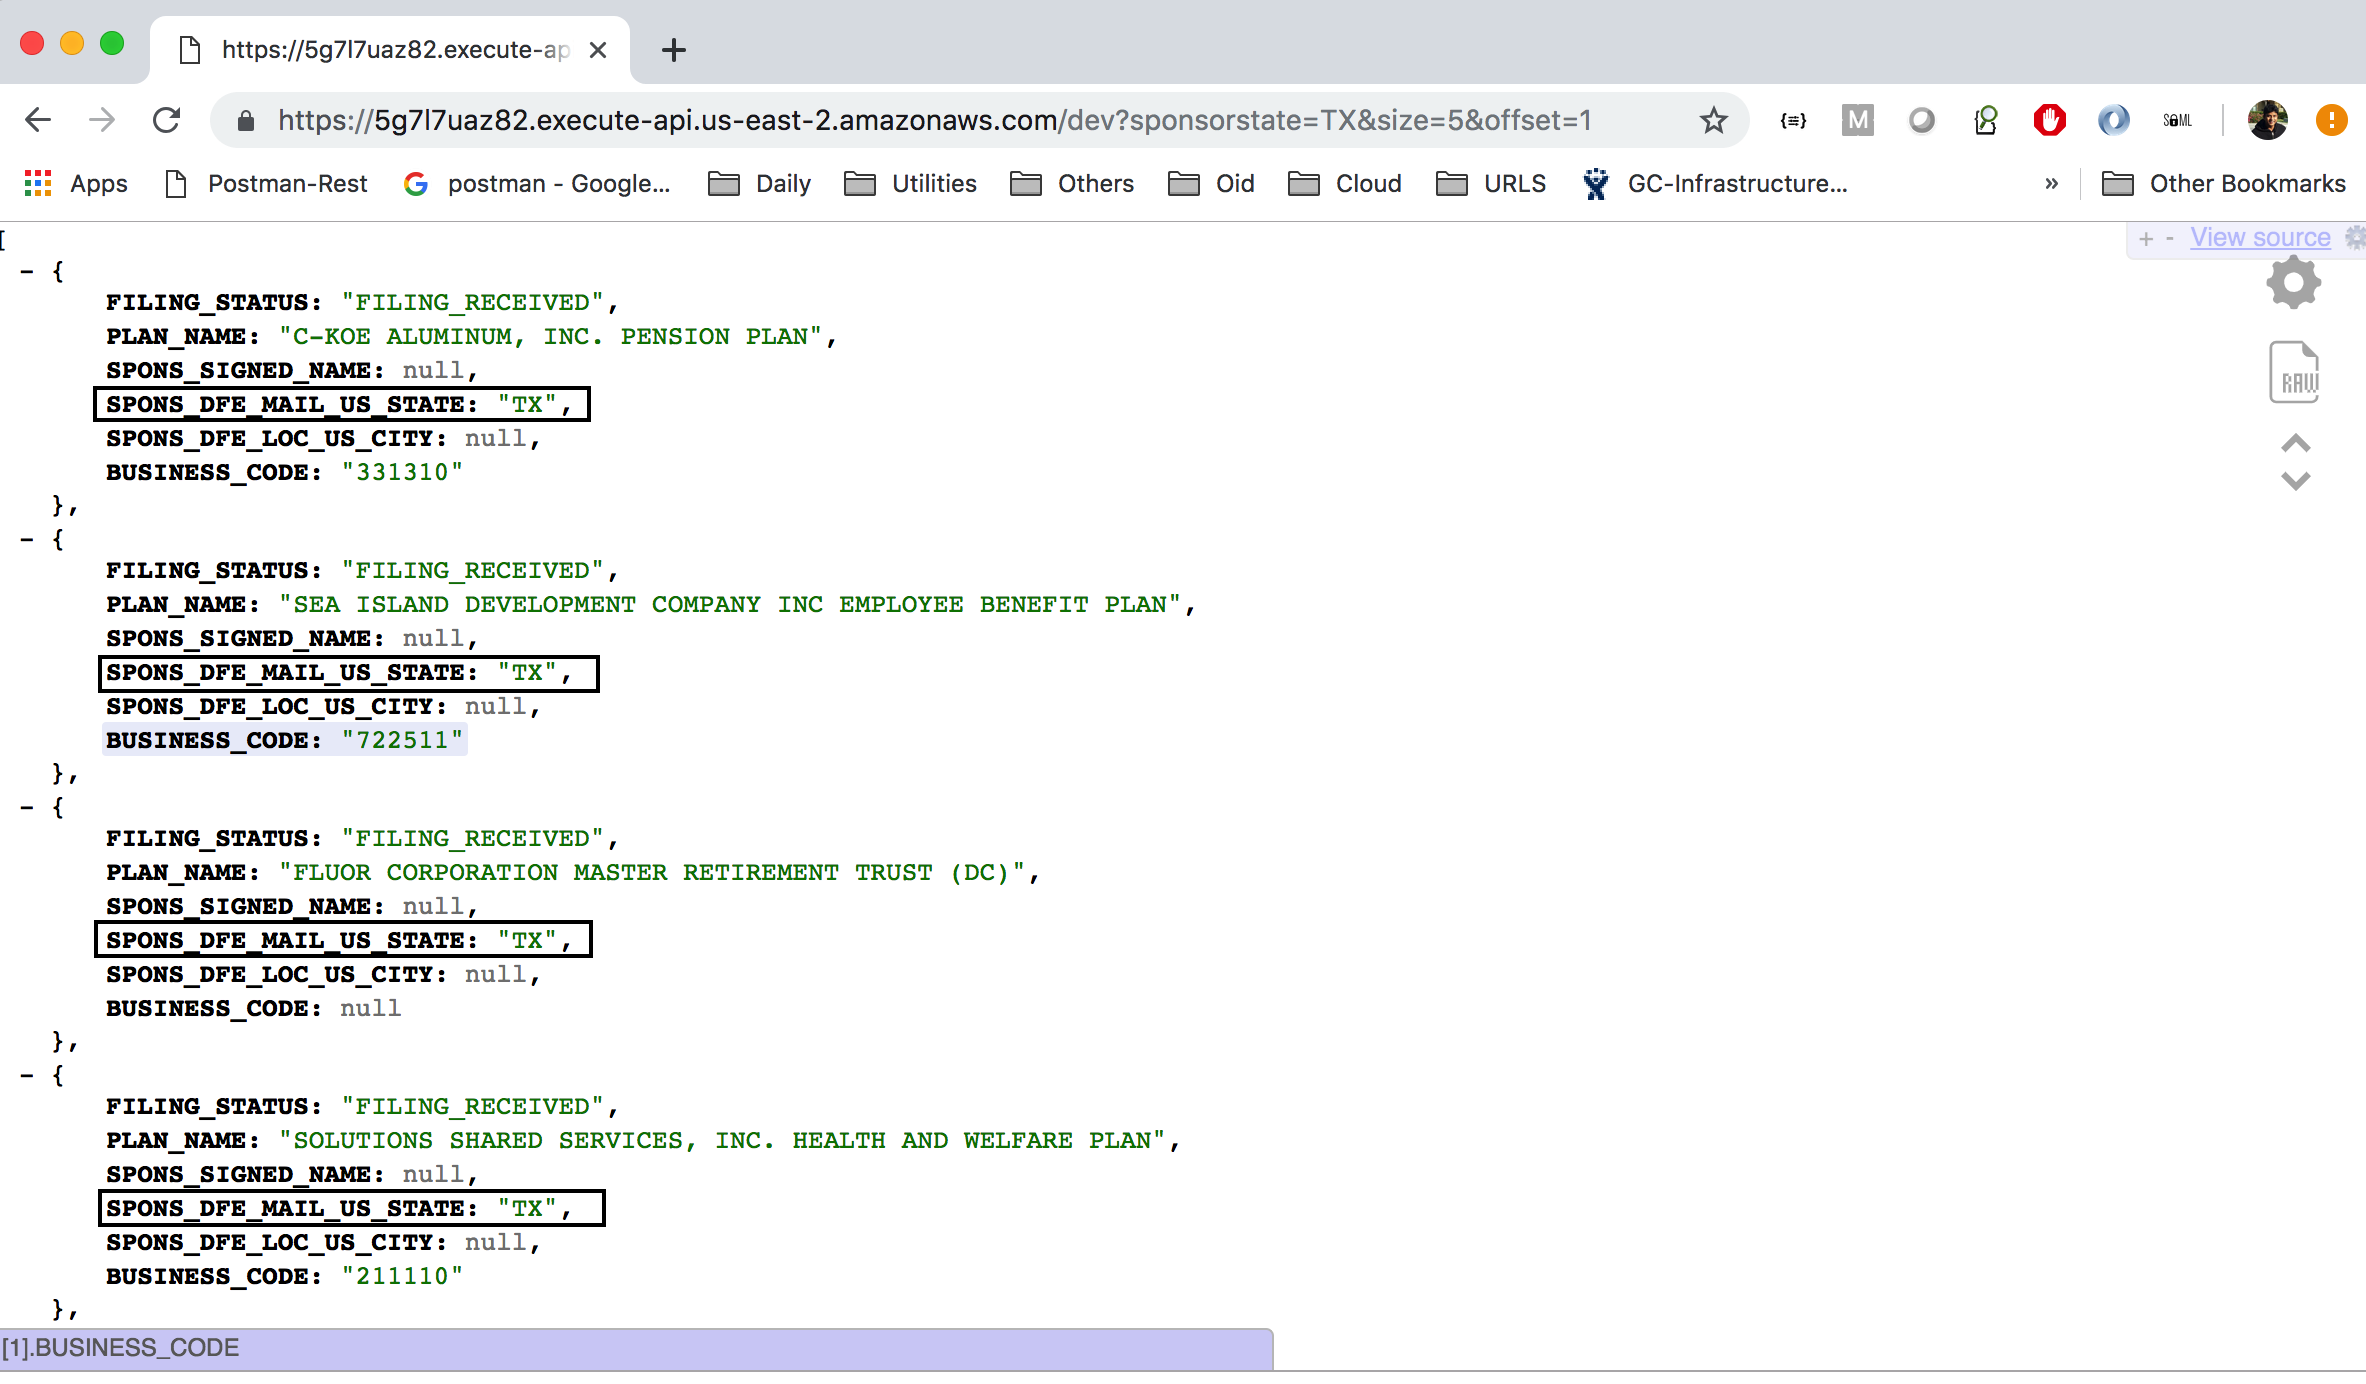 https://5g7l7uaz82.execute-ap
https://5g7l7uaz82.execute-api.us-east-2.amazonaws.com/dev?sponsorstate=TX&size=5&offset=1
M
SAML
Apps
Postman-Rest
postman - Google...
Daily
Utilities
Others
Oid
Cloud
URLS
GC-Infrastructure...
»
Other Bookmarks
[
+ - View source
- {
FILING_STATUS: "FILING_RECEIVED",
PLAN_NAME: "C-KOE ALUMINUM, INC. PENSION PLAN",
SPONS_SIGNED_NAME: null,
RAW
SPONS_DFE_MAIL_US_STATE: "TX",
SPONS_DFE_LOC_US_CITY: null,
BUSINESS_CODE: "331310"
},
- {
FILING_STATUS: "FILING_RECEIVED",
PLAN_NAME: "SEA ISLAND DEVELOPMENT COMPANY INC EMPLOYEE BENEFIT PLAN",
SPONS_SIGNED_NAME: null,
SPONS_DFE_MAIL_US_STATE: "TX",
SPONS_DFE_LOC_US_CITY: null,
BUSINESS_CODE: "722511"
},
- {
FILING_STATUS: "FILING_RECEIVED",
PLAN_NAME: "FLUOR CORPORATION MASTER RETIREMENT TRUST (DC)",
SPONS_SIGNED_NAME: null,
SPONS_DFE_MAIL_US_STATE: "TX",
SPONS_DFE_LOC_US_CITY: null,
BUSINESS_CODE: null
},
- {
FILING_STATUS: "FILING_RECEIVED",
PLAN_NAME: "SOLUTIONS SHARED SERVICES, INC. HEALTH AND WELFARE PLAN",
SPONS_SIGNED_NAME: null,
SPONS_DFE_MAIL_US_STATE: "TX",
SPONS_DFE_LOC_US_CITY: null,
BUSINESS_CODE: "211110"
},
[1].BUSINESS_CODE